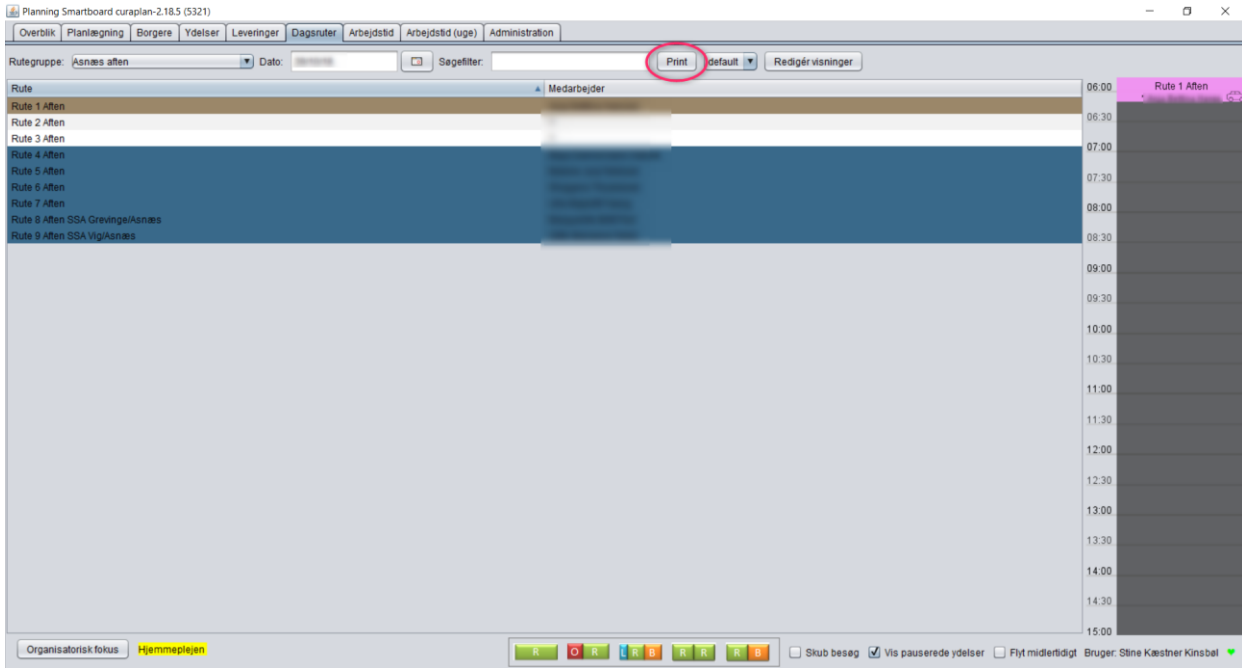 Planning Smartboard curaplan-2.18.5 (5321)
Overblik Planlægning Borgere Ydelser Leveringer Dagsruter Arbejdstid Arbejdstid (uge) Administration
Rutegruppe: Asnæs aften Dato: Søgefilter: Print default Redigér visninger
Rute Medarbejder
Rute 1 Aften
Rute 2 Aften
Rute 3 Aften
Rute 4 Aften
Rute 5 Aften
Rute 6 Aften
Rute 7 Aften
Rute 8 Aften SSA Grevinge/Asnæs
Rute 9 Aften SSA Vig/Asnæs
06:00 Rute 1 Aften
06:30
07:00
07:30
08:00
08:30
09:00
09:30
10:00
10:30
11:00
11:30
12:00
12:30
13:00
13:30
14:00
14:30
15:00
Organisatorisk fokus Hjemmeplejen R O R L R B R R R B Skub besøg Vis pauserede ydelser Flyt midlertidigt Bruger: Stine Kæstner Kinsbøl